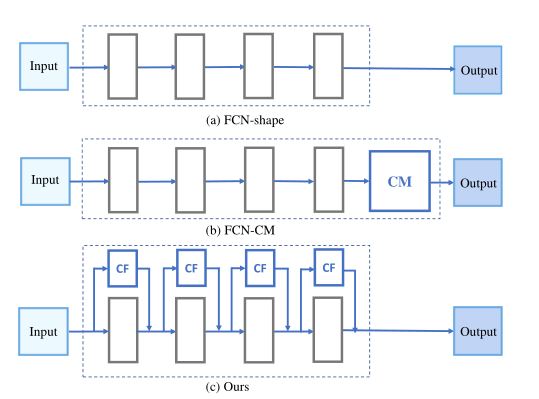 Input
Output
(a) FCN-shape
Input
CM
Output
(b) FCN-CM
CF CF CF CF
Input
Output
(c) Ours